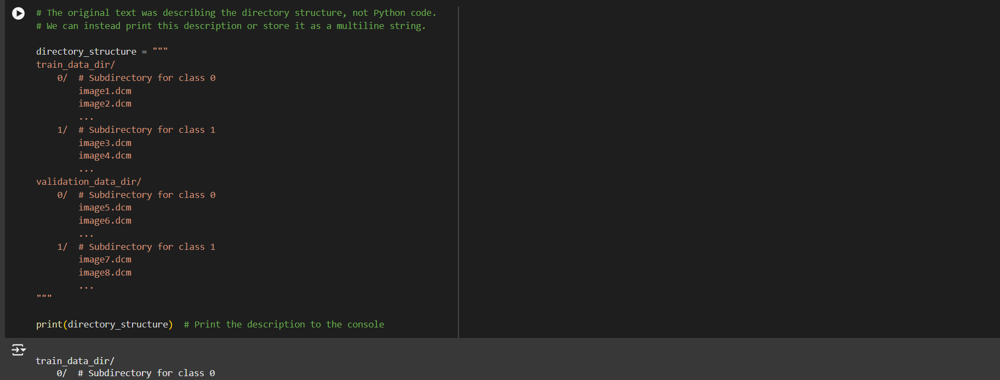 # The original text was describing the directory structure, not Python code.
# We can instead print this description or store it as a multiline string.
directory_structure = """
train_data_dir/
0/  # Subdirectory for class 0
image1.dcm
image2.dcm
...
1/  # Subdirectory for class 1
image3.dcm
image4.dcm
...
validation_data_dir/
0/  # Subdirectory for class 0
image5.dcm
image6.dcm
...
1/  # Subdirectory for class 1
image7.dcm
image8.dcm
...
"""
print(directory_structure)  # Print the description to the console
train_data_dir/
0/  # Subdirectory for class 0